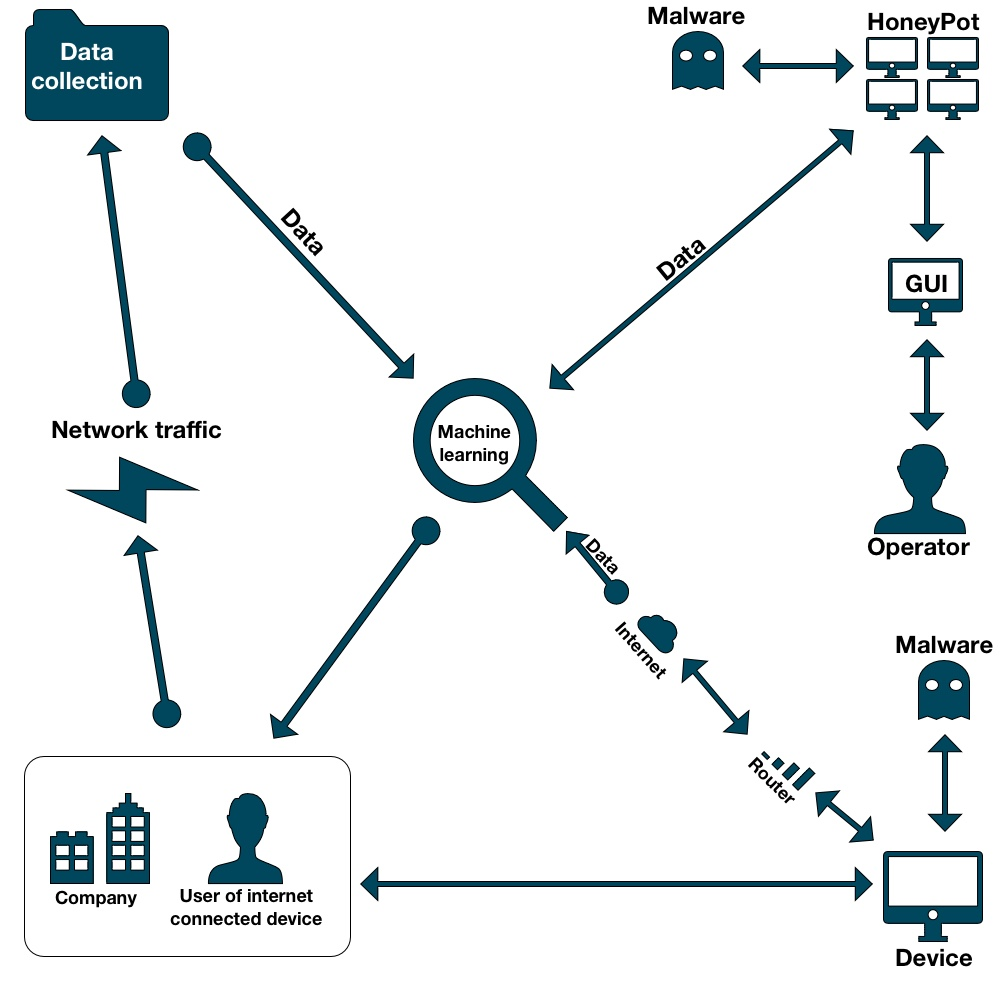 Malware
HoneyPot
Data
collection
Data
Data
GUI
Network traffic
Machine
learning
Operator
Data
Internet
Malware
Router
Company
User of internet
connected device
Device